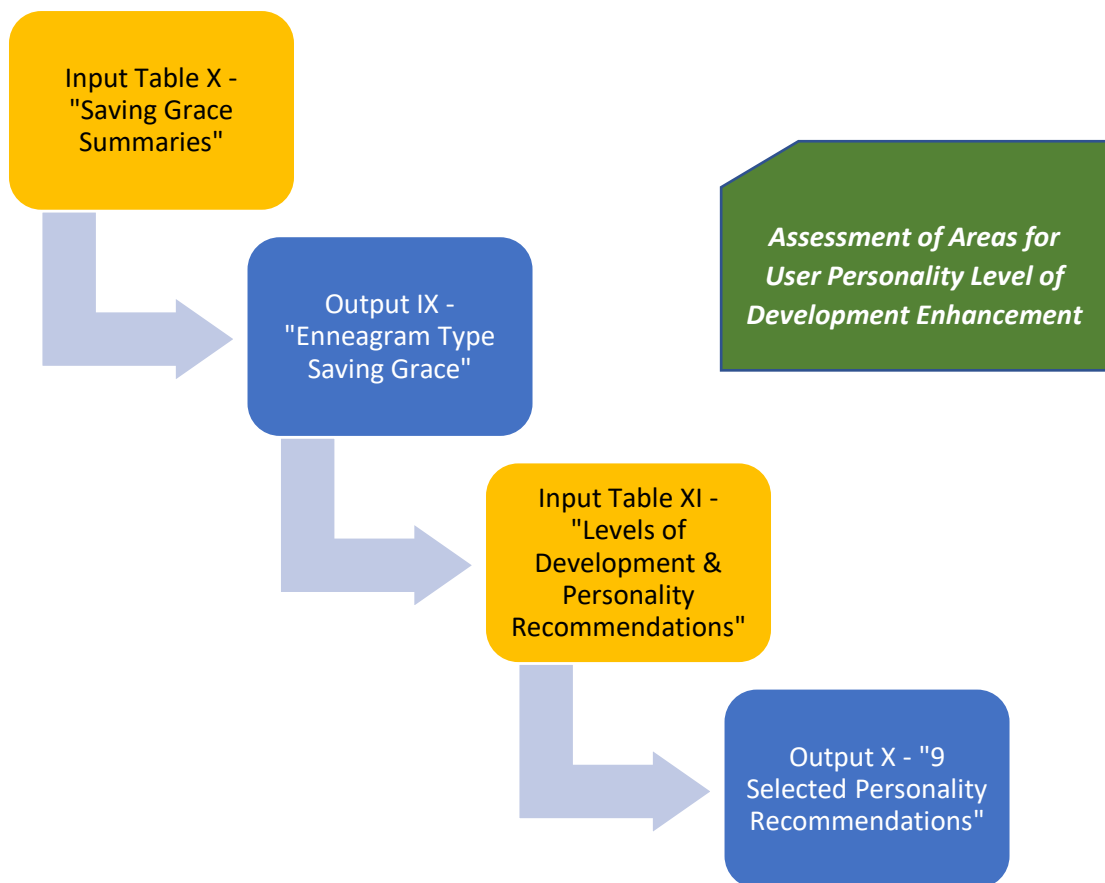 Input Table X -
"Saving Grace
Summaries"
Assessment of Areas for
User Personality Level of
Development Enhancement
Output IX -
"Enneagram Type
Saving Grace"
Input Table XI -
"Levels of
Development &
Personality
Recommendations"
Output X - "9
Selected Personality
Recommendations"